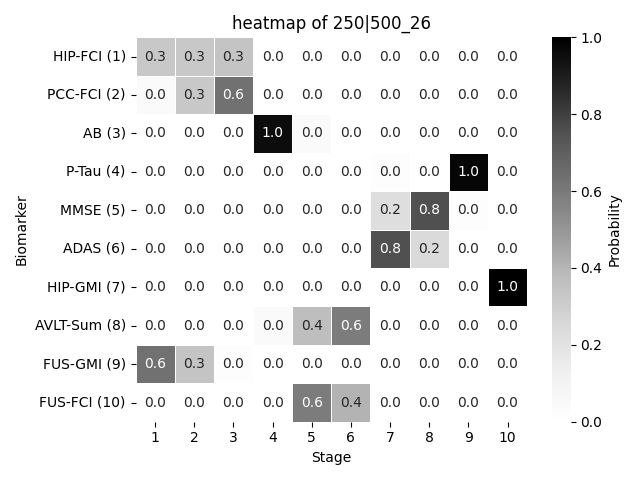 heatmap of 250|500_26
HIP-FCI (1) 0.3 0.3 0.3 0.0 0.0 0.0 0.0 0.0 0.0 0.0
PCC-FCI (2) 0.0 0.3 0.6 0.0 0.0 0.0 0.0 0.0 0.0 0.0
AB (3) 0.0 0.0 0.0 1.0 0.0 0.0 0.0 0.0 0.0 0.0
P-Tau (4) 0.0 0.0 0.0 0.0 0.0 0.0 0.0 0.0 1.0 0.0
MMSE (5) 0.0 0.0 0.0 0.0 0.0 0.0 0.2 0.8 0.0 0.0
ADAS (6) 0.0 0.0 0.0 0.0 0.0 0.0 0.8 0.2 0.0 0.0
HIP-GMI (7) 0.0 0.0 0.0 0.0 0.0 0.0 0.0 0.0 0.0 1.0
AVLT-Sum (8) 0.0 0.0 0.0 0.0 0.4 0.6 0.0 0.0 0.0 0.0
FUS-GMI (9) 0.6 0.3 0.0 0.0 0.0 0.0 0.0 0.0 0.0 0.0
FUS-FCI (10) 0.0 0.0 0.0 0.0 0.6 0.4 0.0 0.0 0.0 0.0
1 2 3 4 5 6 7 8 9 10
Stage
Biomarker
1.0
0.8
0.6
0.4
0.2
0.0
Probability